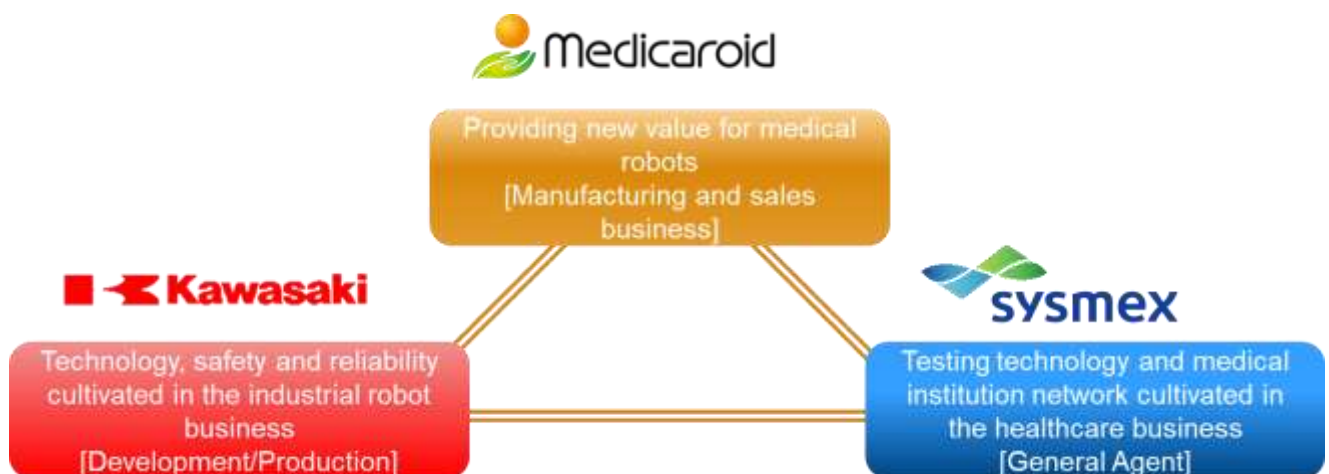 Medicaroid
Providing new value for medical
robots
[Manufacturing and sales
business]
Kawasaki
Technology, safety and reliability
cultivated in the industrial robot
business
[Development/Production]
sysmex
Testing technology and medical
institution network cultivated in
the healthcare business
[General Agent]